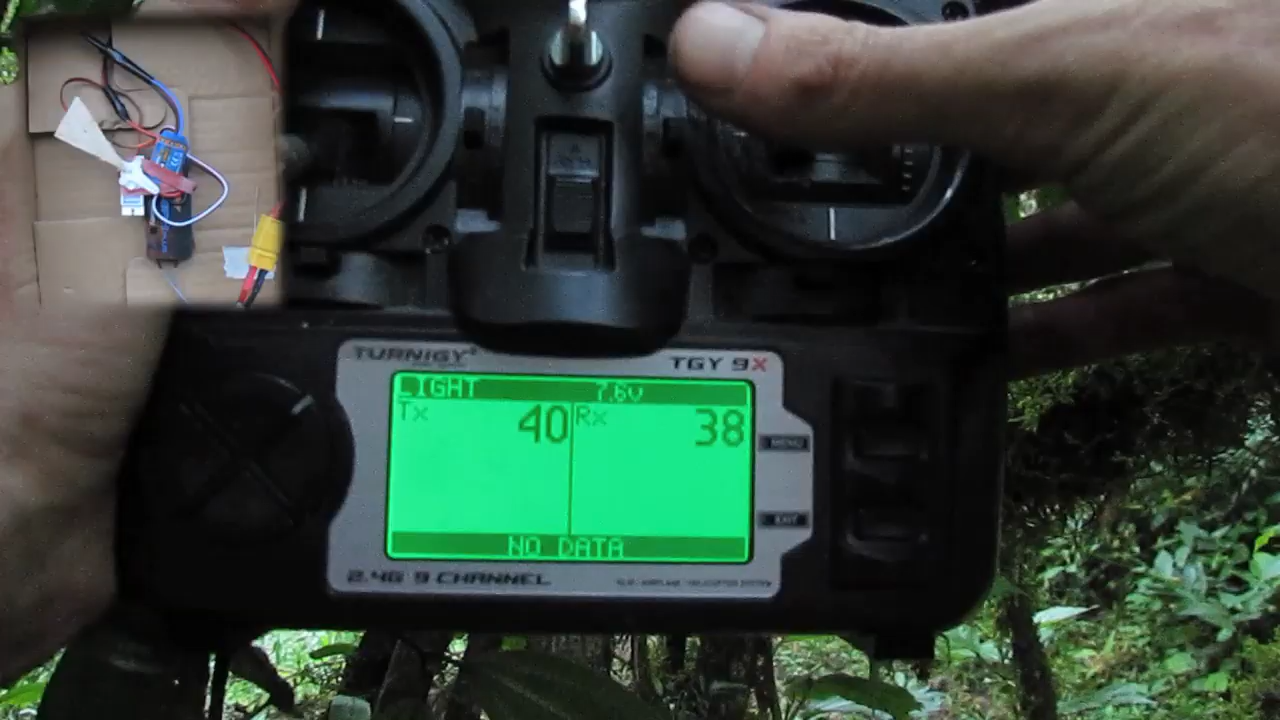 TURNIGY
TGY 9X
LIGHT 7.6V
Tx 40 Rx 38
MENU
NO DATA
EXIT
2.4G 9 CHANNEL